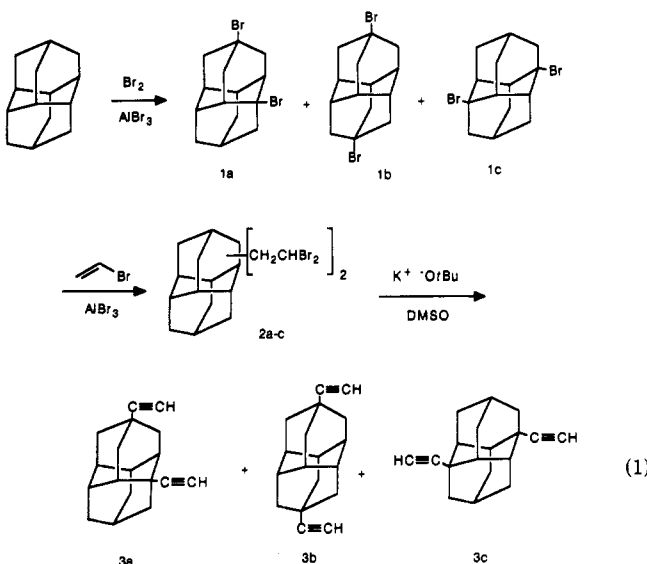 Br
Br
Br₂
AlBr₃
Br
+
Br
+
Br
Br
1a
1b
1c
Br
AlBr₃
[CH₂CHBr₂]₂
2a-c
K⁺ ⁻OtBu
DMSO
C≡CH
C≡CH
+
C≡CH
C≡CH
+
HC≡C
C≡CH
(1)
3a
3b
3c